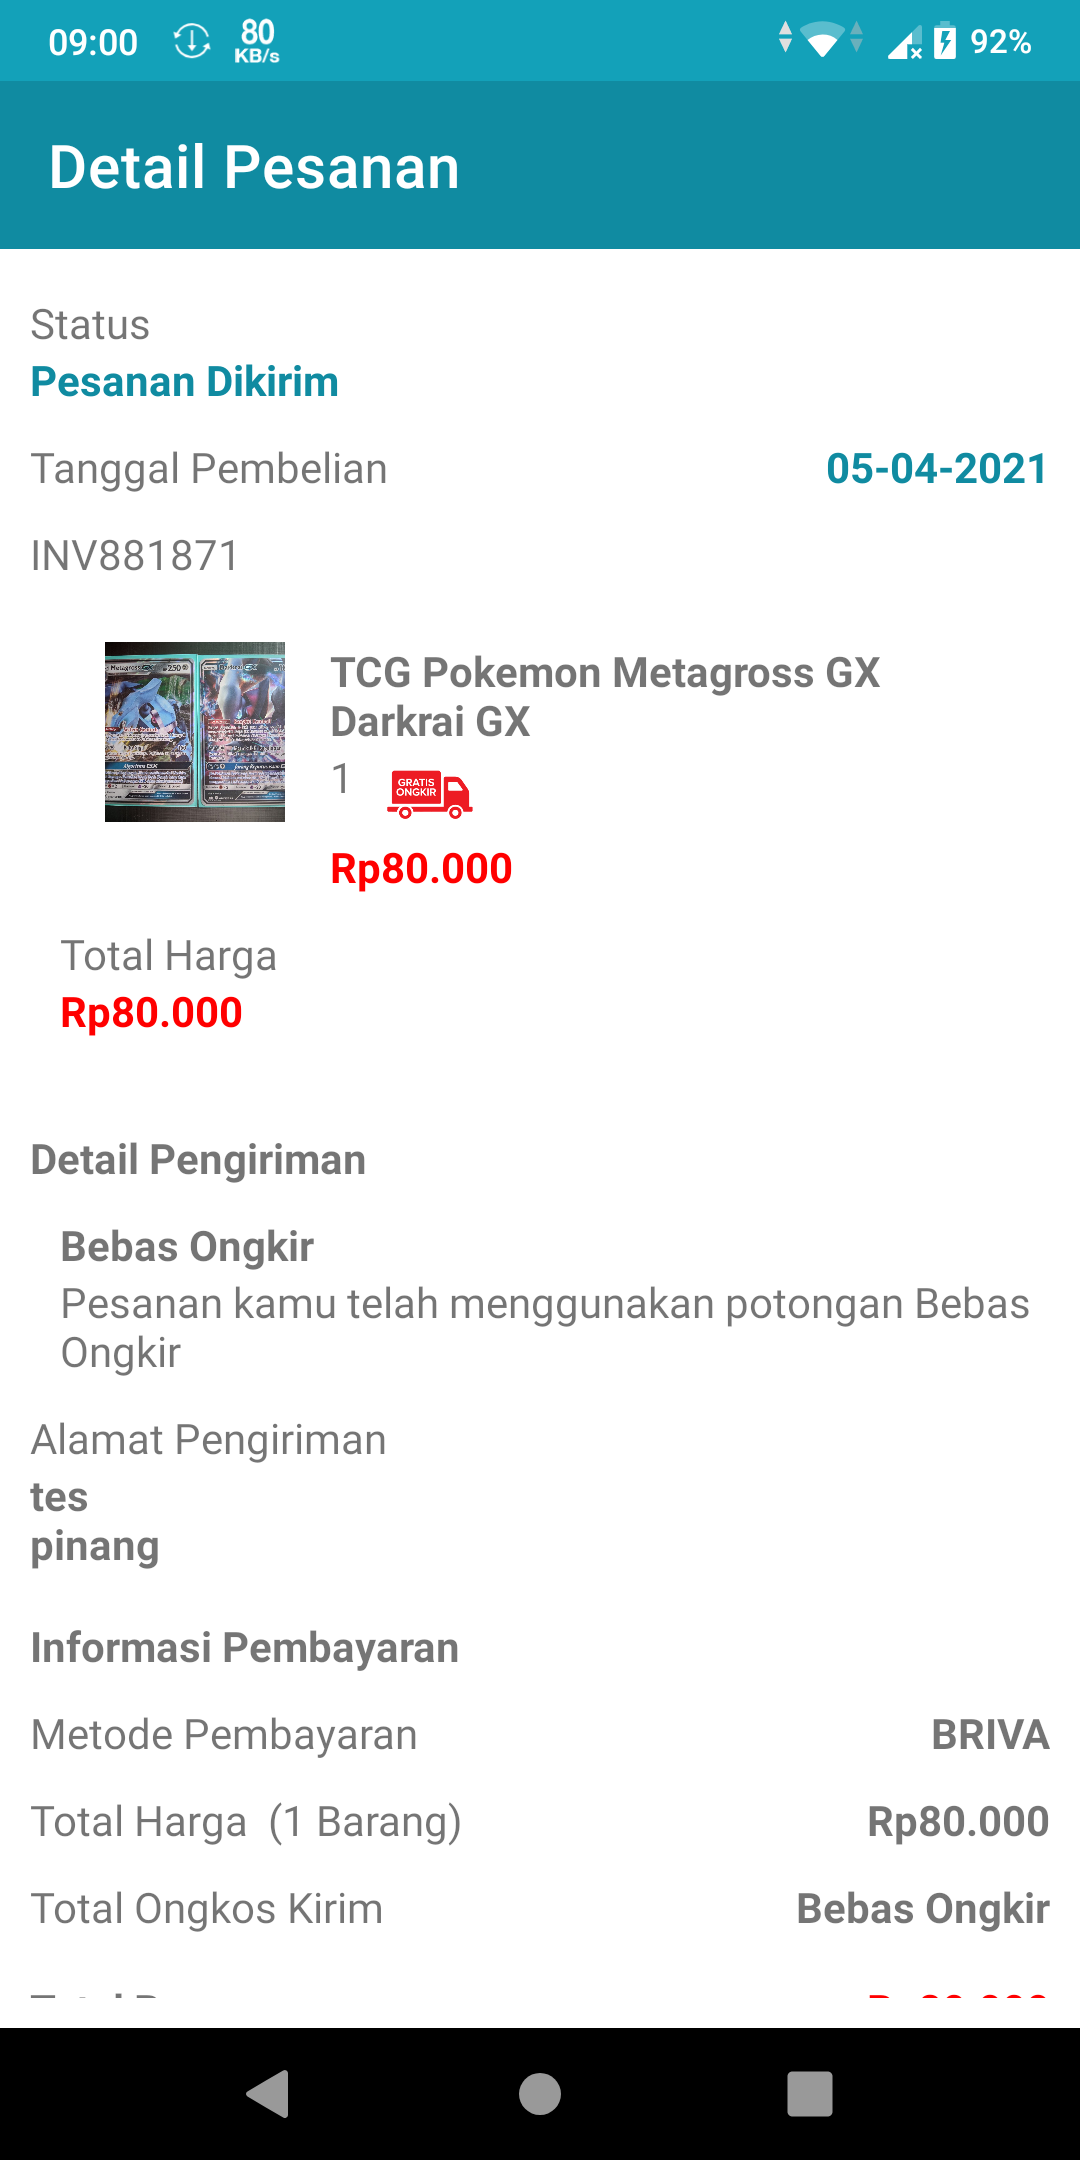 09:00
80
KB/s
92%
Detail Pesanan
Status
Pesanan Dikirim
Tanggal Pembelian
05-04-2021
INV881871
Metagross GX
250
TCG Pokemon Metagross GX
Darkrai GX
1
GRATIS
ONGKIR
Rp80.000
Total Harga
Rp80.000
Detail Pengiriman
Bebas Ongkir
Pesanan kamu telah menggunakan potongan Bebas
Ongkir
Alamat Pengiriman
tes
pinang
Informasi Pembayaran
Metode Pembayaran
BRIVA
Total Harga  (1 Barang)
Rp80.000
Total Ongkos Kirim
Bebas Ongkir